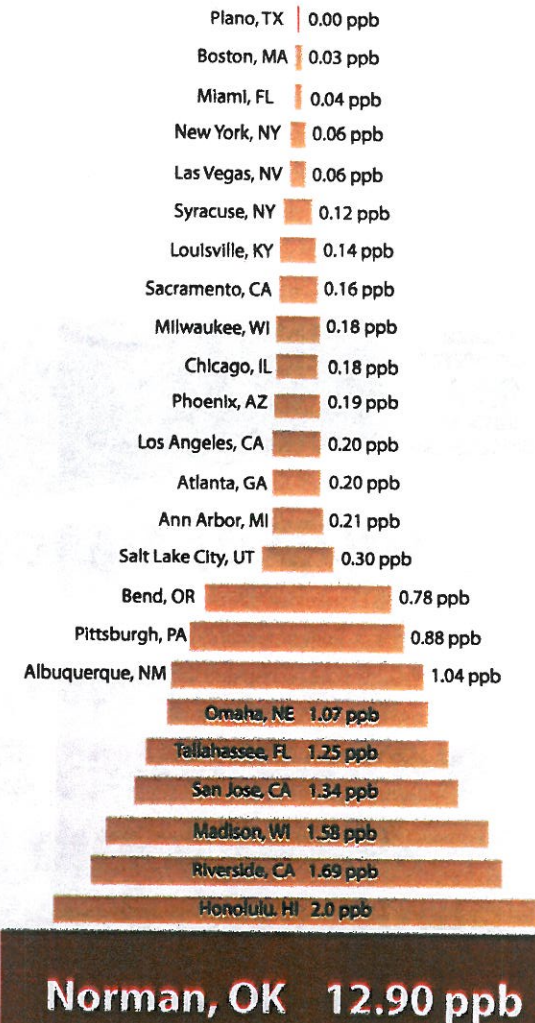 Plano, TX 0.00 ppb
Boston, MA 0.03 ppb
Miami, FL 0.04 ppb
New York, NY 0.06 ppb
Las Vegas, NV 0.06 ppb
Syracuse, NY 0.12 ppb
Louisville, KY 0.14 ppb
Sacramento, CA 0.16 ppb
Milwaukee, WI 0.18 ppb
Chicago, IL 0.18 ppb
Phoenix, AZ 0.19 ppb
Los Angeles, CA 0.20 ppb
Atlanta, GA 0.20 ppb
Ann Arbor, MI 0.21 ppb
Salt Lake City, UT 0.30 ppb
Bend, OR 0.78 ppb
Pittsburgh, PA 0.88 ppb
Albuquerque, NM 1.04 ppb
Omaha, NE 1.07 ppb
Tallahassee, FL 1.25 ppb
San Jose, CA 1.34 ppb
Madison, WI 1.58 ppb
Riverside, CA 1.69 ppb
Honolulu, HI 2.0 ppb
Norman, OK 12.90 ppb